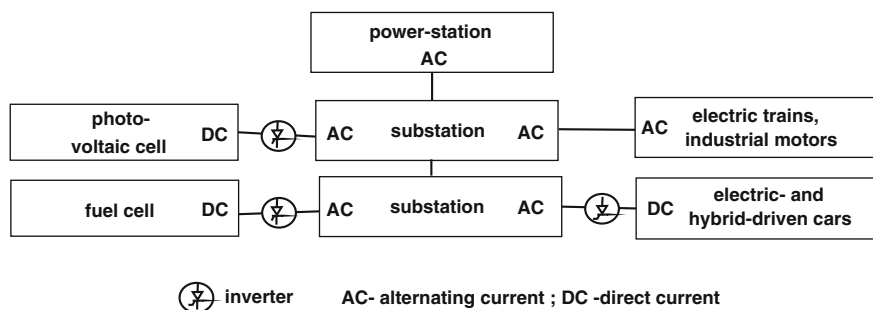 power-station
AC
photo-
voltaic cell
DC
AC
substation
AC
AC
electric trains,
industrial motors
fuel cell
DC
AC
substation
AC
DC
electric- and
hybrid-driven cars
inverter
AC- alternating current ; DC -direct current